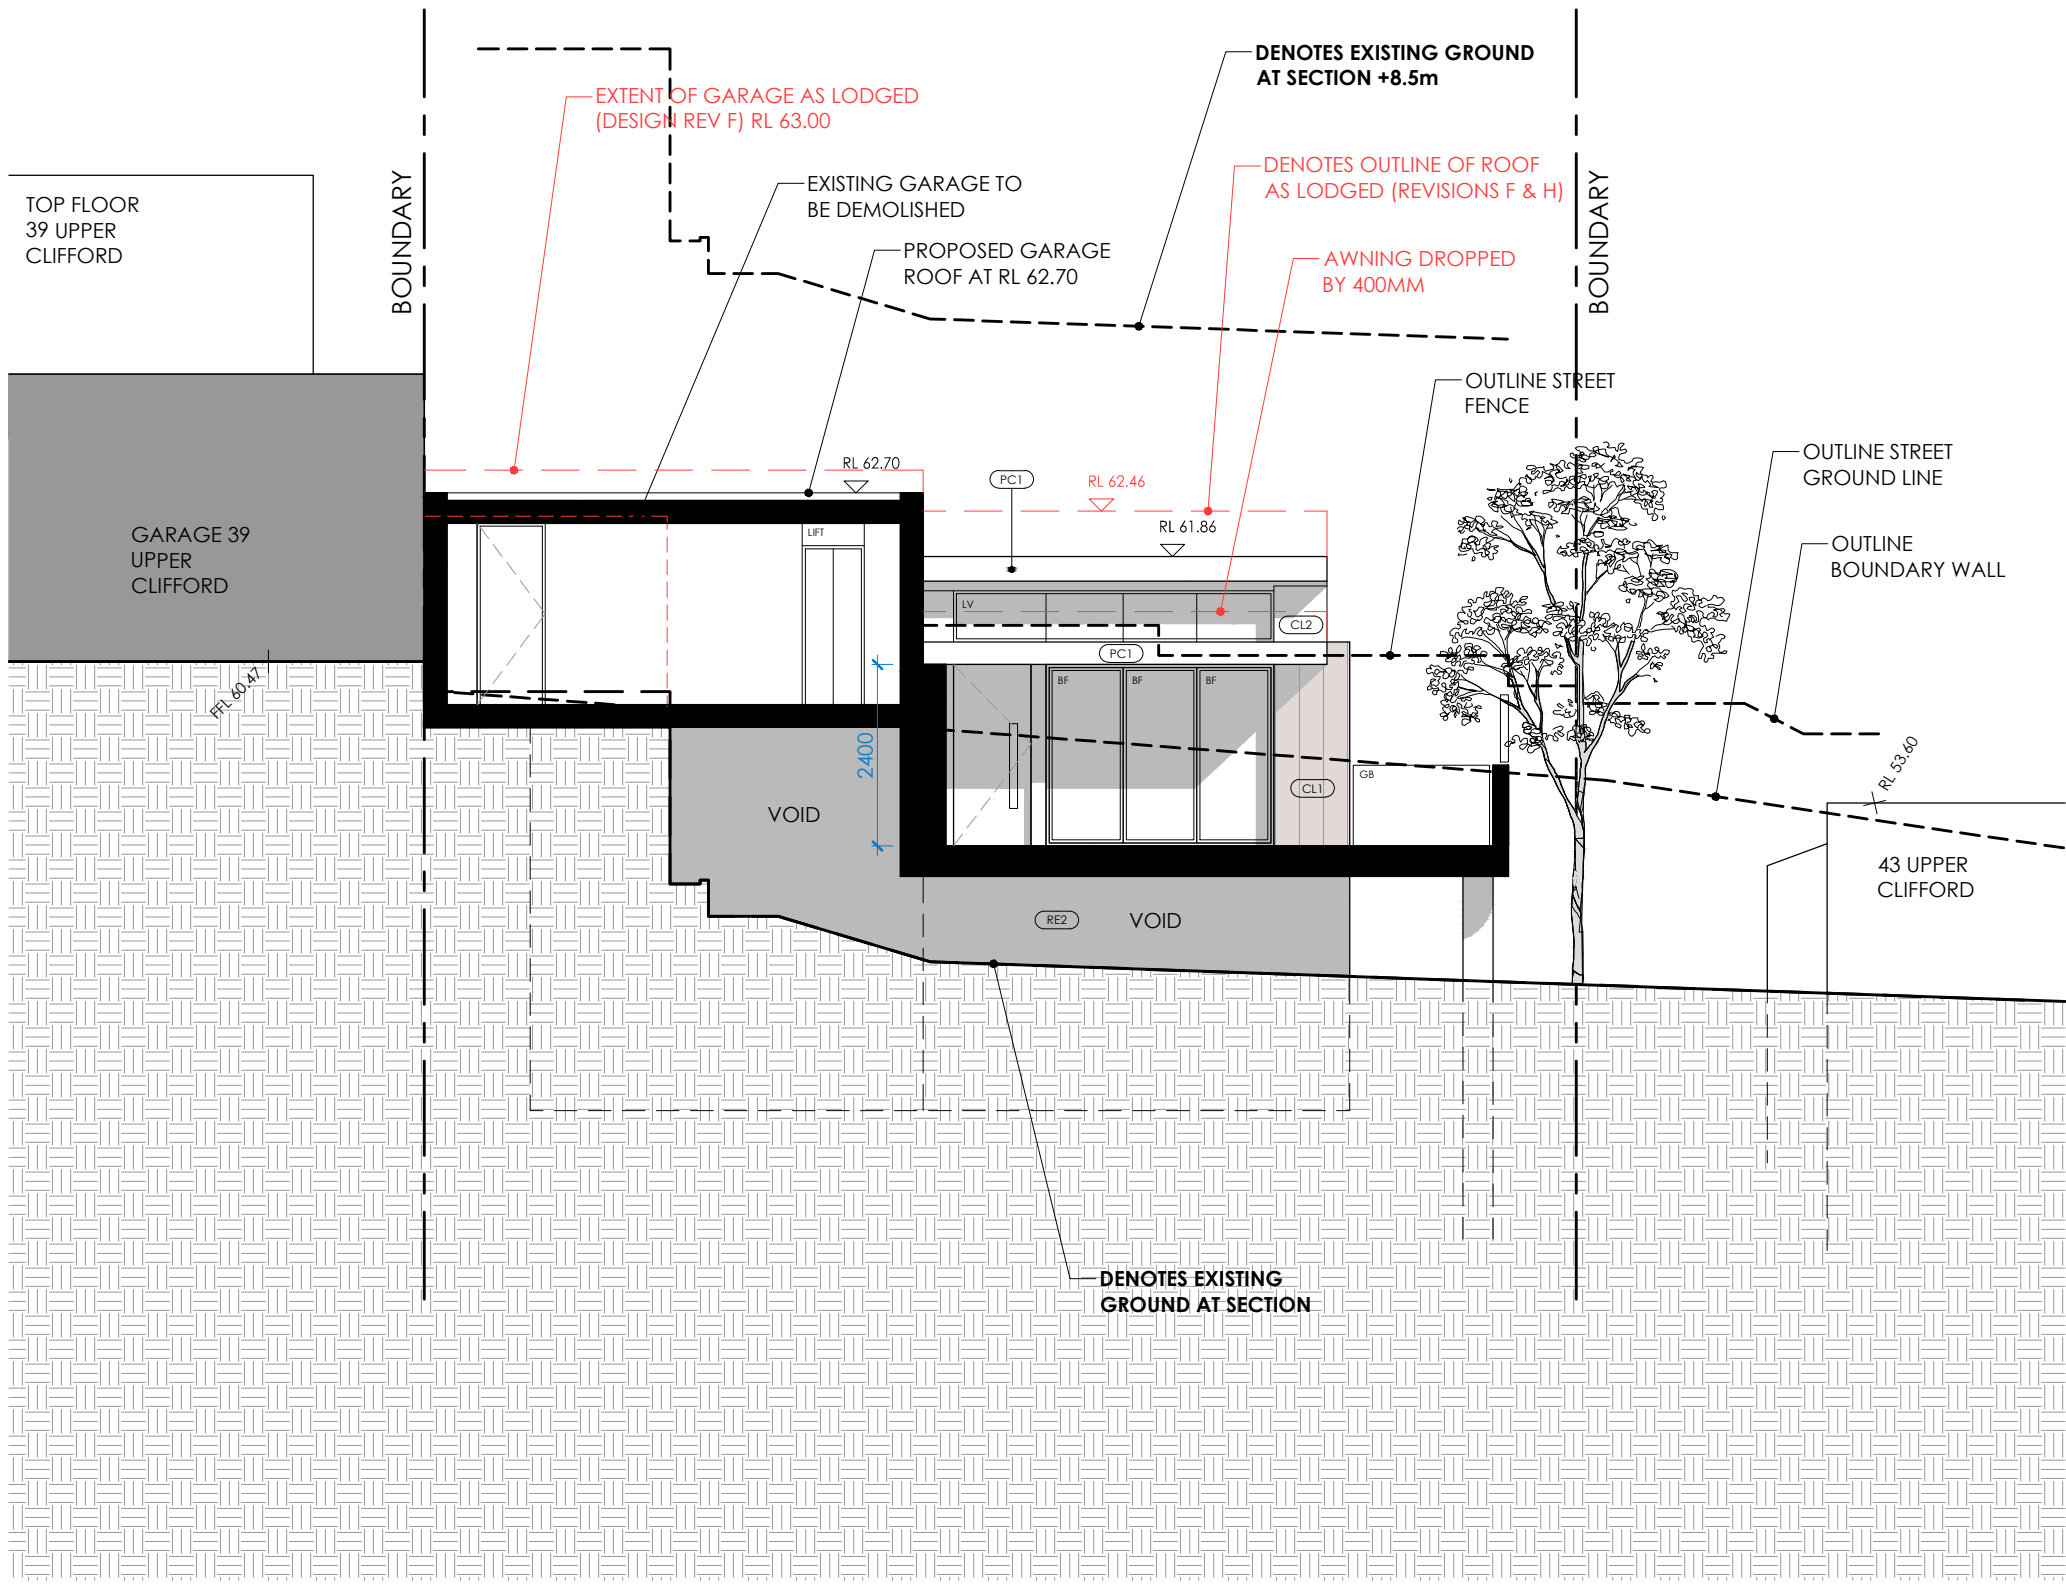 DENOTES EXISTING GROUND
AT SECTION +8.5m
EXTENT OF GARAGE AS LODGED
(DESIGN REV F) RL 63.00
DENOTES OUTLINE OF ROOF
AS LODGED (REVISIONS F & H)
EXISTING GARAGE TO
BE DEMOLISHED
TOP FLOOR
39 UPPER
CLIFFORD
BOUNDARY
BOUNDARY
PROPOSED GARAGE
ROOF AT RL 62.70
AWNING DROPPED
BY 400MM
OUTLINE STREET
FENCE
OUTLINE STREET
GROUND LINE
RL 62.70
PC1
RL 62.46
RL 61.86
GARAGE 39
UPPER
CLIFFORD
LIFT
OUTLINE
BOUNDARY WALL
LV
CL2
PC1
FFL 60.47
BF
BF
BF
2400
GB
CL1
RL 53.60
VOID
43 UPPER
CLIFFORD
RE2
VOID
DENOTES EXISTING
GROUND AT SECTION